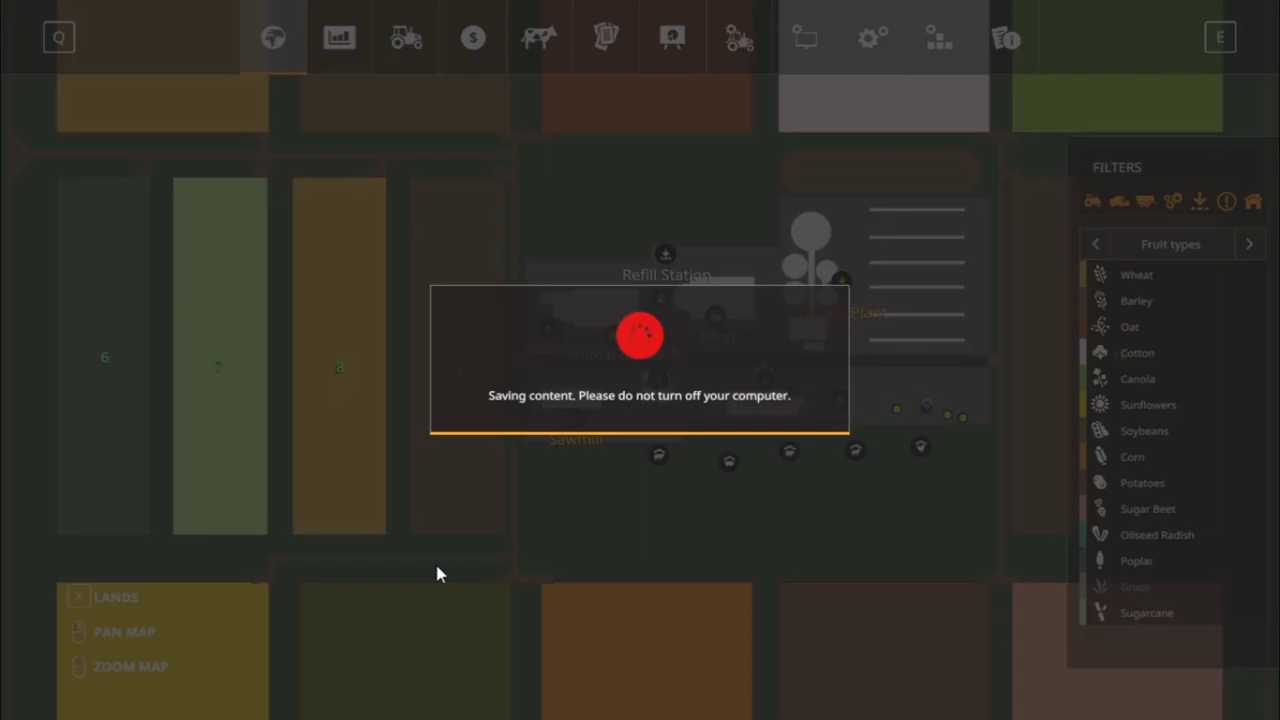 Q
E
FILTERS
Fruit types
Wheat
Barley
Oat
Cotton
Canola
Sunflowers
Soybeans
Corn
Potatoes
Sugar Beet
Oilseed Radish
Poplar
Grass
Sugarcane
Refill Station
Plant
Saving content. Please do not turn off your computer.
Sawmill
6
7
8
X LANDS
PAN MAP
ZOOM MAP